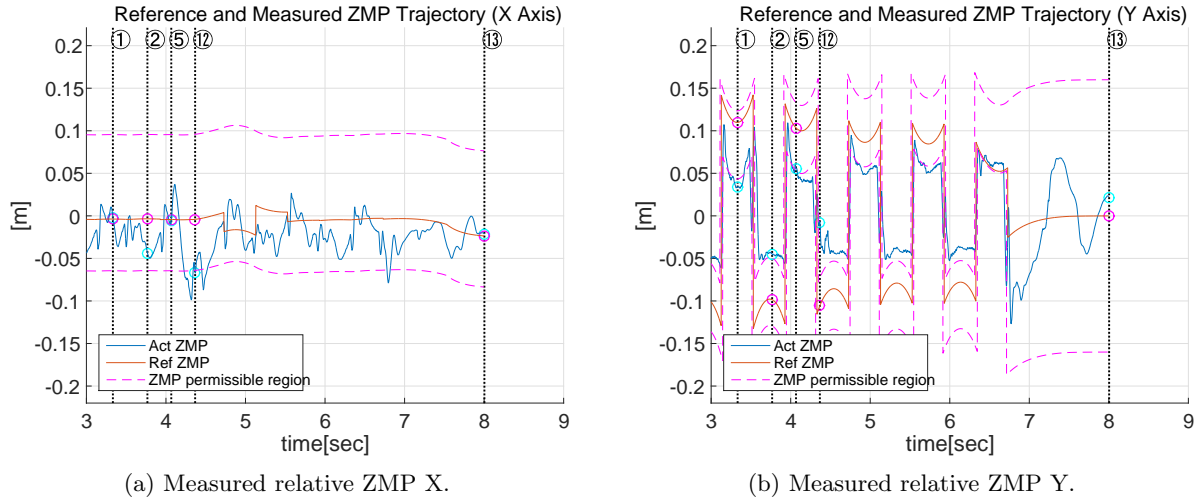 Reference and Measured ZMP Trajectory (X Axis)
① ② ⑤ ⑫ ⑬
0.2
0.15
0.1
0.05
0
-0.05
-0.1
-0.15
-0.2
[m]
Act ZMP
Ref ZMP
ZMP permissible region
3 4 5 6 7 8 9
time[sec]
(a) Measured relative ZMP X.
Reference and Measured ZMP Trajectory (Y Axis)
① ② ⑤ ⑫ ⑬
0.2
0.15
0.1
0.05
0
-0.05
-0.1
-0.15
-0.2
[m]
Act ZMP
Ref ZMP
ZMP permissible region
3 4 5 6 7 8 9
time[sec]
(b) Measured relative ZMP Y.